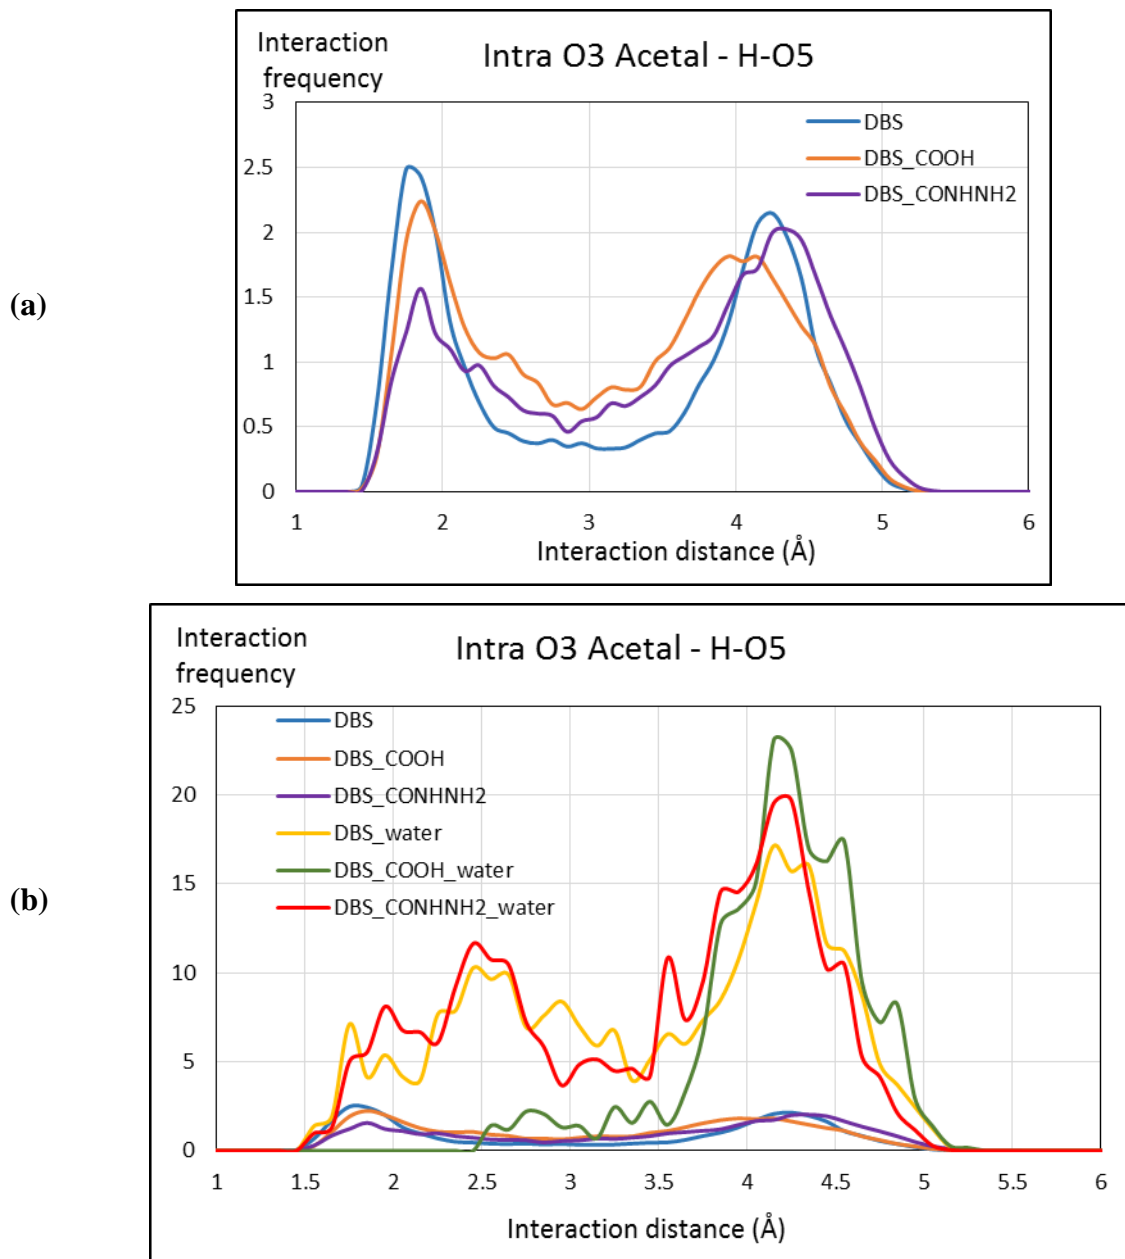 (a)
Interaction
frequency
Intra O3 Acetal - H-O5
3
2.5
2
1.5
1
0.5
0
DBS
DBS_COOH
DBS_CONHNH2
1 2 3 4 5 6
Interaction distance (Å)
(b)
Interaction
frequency
Intra O3 Acetal - H-O5
25
20
15
10
5
0
DBS
DBS_COOH
DBS_CONHNH2
DBS_water
DBS_COOH_water
DBS_CONHNH2_water
1 1.5 2 2.5 3 3.5 4 4.5 5 5.5 6
Interaction distance (Å)